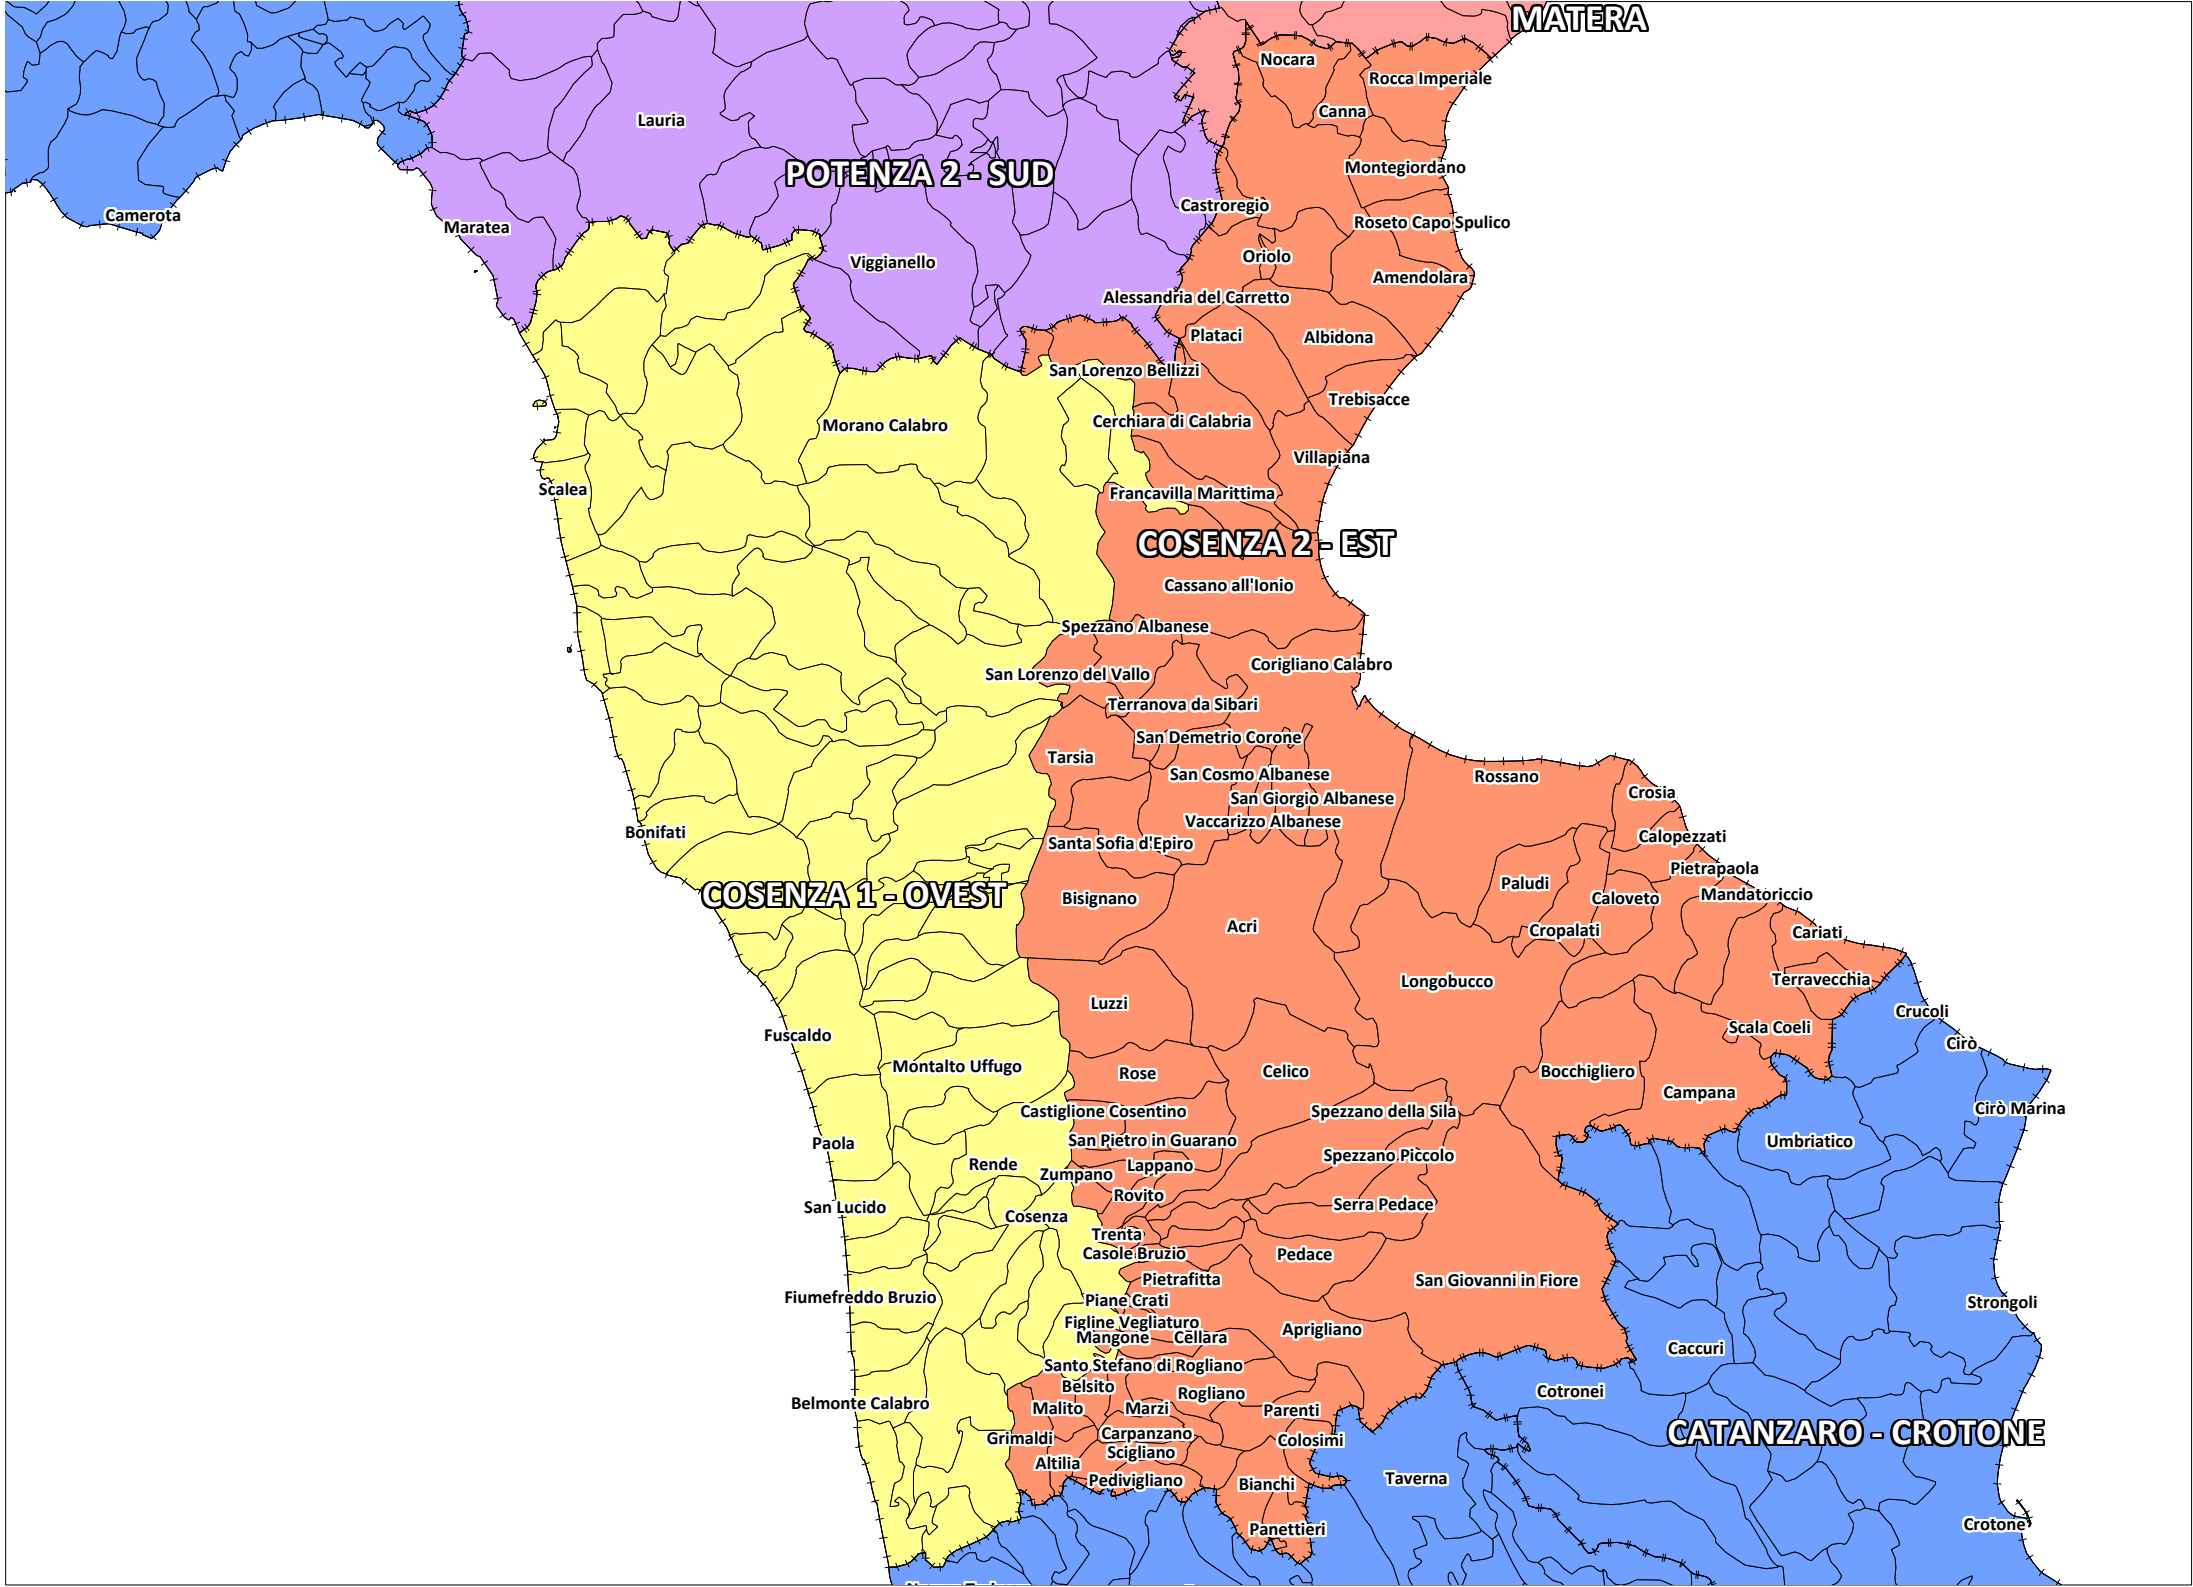 MATERA
Nocara
Rocca Imperiale
Canna
Lauria
Montegiordano
POTENZA 2 - SUD
Castroregio
Camerota
Roseto Capo Spulico
Maratea
Oriolo
Viggianello
Amendolara
Alessandria del Carretto
Plataci
Albidona
San Lorenzo Bellizzi
Trebisacce
Cerchiara di Calabria
Morano Calabro
Villapiana
Scalea
Francavilla Marittima
COSENZA 2 - EST
Cassano all'Ionio
Spezzano Albanese
Corigliano Calabro
San Lorenzo del Vallo
Terranova da Sibari
San Demetrio Corone
Tarsia
San Cosmo Albanese
Rossano
Crosia
San Giorgio Albanese
Vaccarizzo Albanese
Bonifati
Calopezzati
Santa Sofia d'Epiro
Pietrapaola
Paludi
COSENZA 1 - OVEST
Mandatoriccio
Bisignano
Caloveto
Acri
Cropalati
Cariati
Terravecchia
Longobucco
Luzzi
Crucoli
Scala Coeli
Fuscaldo
Cirò
Montalto Uffugo
Rose
Celico
Bocchigliero
Campana
Cirò Marina
Castiglione Cosentino
Spezzano della Sila
San Pietro in Guarano
Umbriatico
Paola
Spezzano Piccolo
Rende
Lappano
Zumpano
Rovito
Serra Pedace
San Lucido
Cosenza
Trenta
Casole Bruzio
Pedace
Pietrafitta
San Giovanni in Fiore
Fiumefreddo Bruzio
Piane Crati
Strongoli
Figline Vegliaturo
Aprigliano
Mangone
Cellara
Caccuri
Santo Stefano di Rogliano
Belsito
Rogliano
Cotronei
Belmonte Calabro
Malito
Marzi
Parenti
CATANZARO - CROTONE
Carpanzano
Grimaldi
Colosimi
Scigliano
Altilia
Taverna
Pedivigliano
Bianchi
Crotone
Panettieri